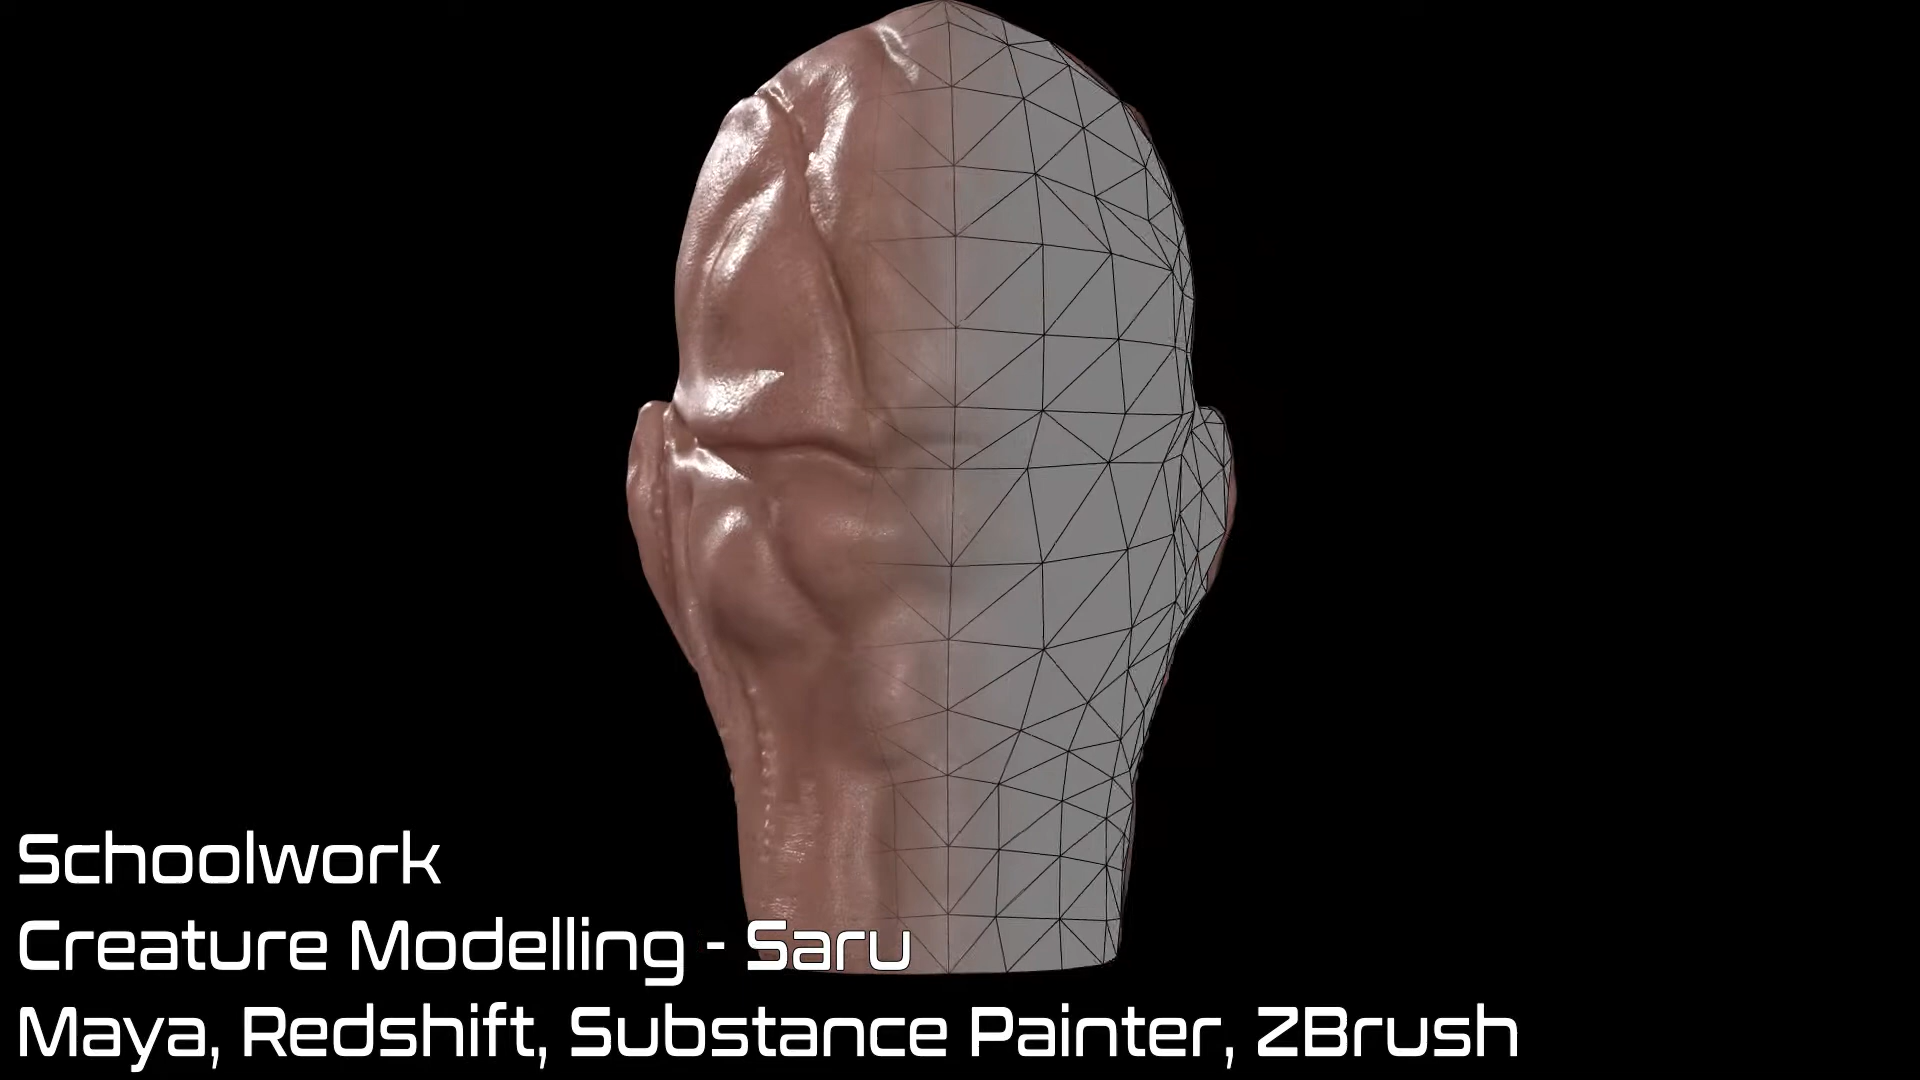 Schoolwork
Creature Modelling - Saru
Maya, Redshift, Substance Painter, ZBrush